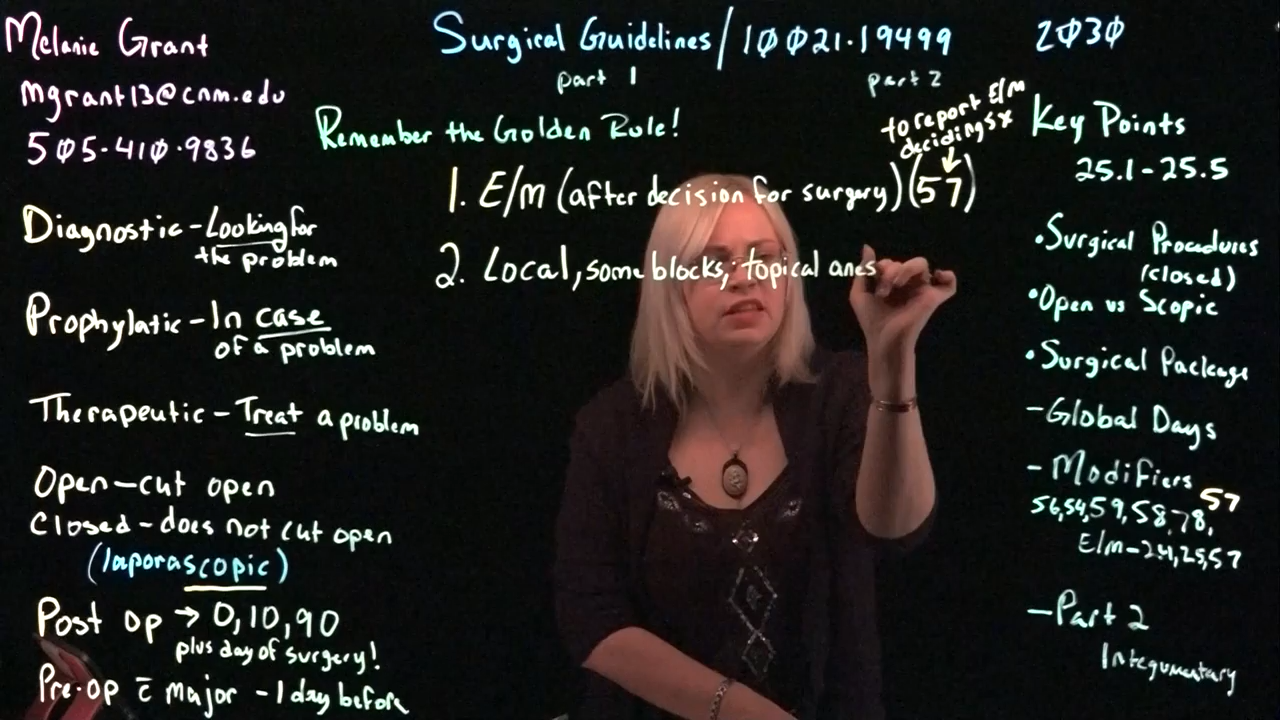 Melanie Grant
mgrant13@cnm.edu
505-410-9836
Diagnostic - Looking for
the problem
Prophylatic - In case
of a problem
Therapeutic - Treat a problem
Open - cut open
Closed - does not cut open
(laporascopic)
Post op → 0, 10, 90
plus day of surgery!
Pre-op c̄ major - 1 day before
Surgical Guidelines / 10021-19499
part 1
part 2
Remember the Golden Rule!
to report E/M
deciding sx
1. E/M (after decision for surgery) (57)
2. Local, some blocks, topical anes
2030
Key Points
25.1 - 25.5
• Surgical Procedures
(closed)
• Open vs Scopic
• Surgical Package
- Global Days
- Modifiers
56, 54, 59, 58, 78, 57
E/M - 24, 25, 57
- Part 2
Integumentary